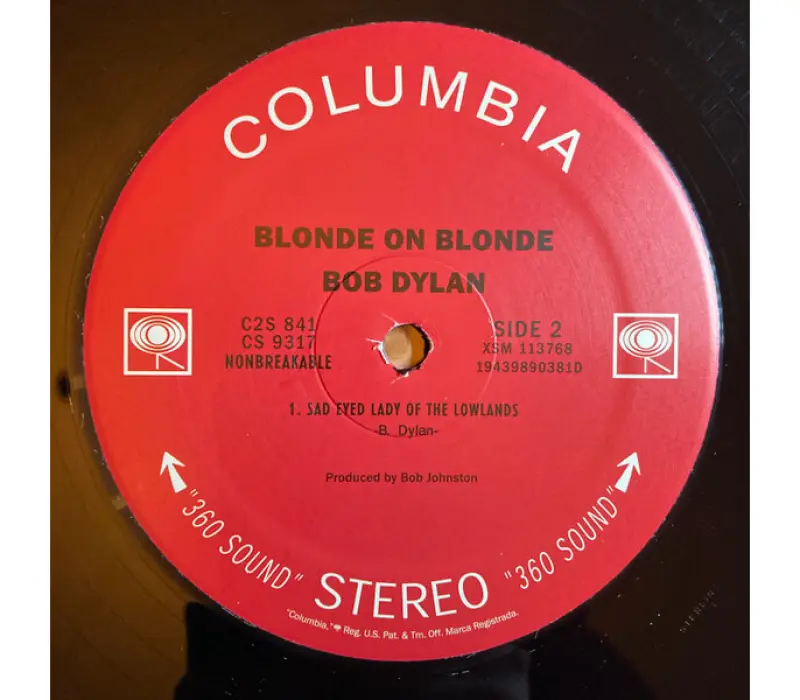 COLUMBIA
BLONDE ON BLONDE
BOB DYLAN
C2S 841
CS 9317
NONBREAKABLE
SIDE 2
XSM 113768
19439890381D
1. SAD EYED LADY OF THE LOWLANDS
-B. Dylan-
Produced by Bob Johnston
"360 SOUND" STEREO "360 SOUND"
"Columbia," Reg. U.S. Pat. & Tm. Off. Marca Registrada.
STERLING